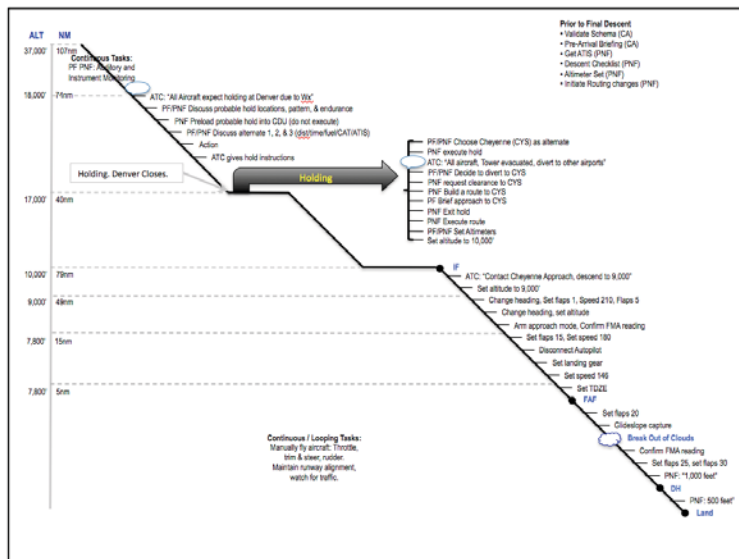 ALT NM
Prior to Final Descent
• Validate Schema (CA)
• Pre-Arrival Briefing (CA)
• Get ATIS (PNF)
• Descent Checklist (PNF)
• Altimeter Set (PNF)
• Initiate Routing changes (PNF)
37,000' 107nm
Continuous Tasks:
PF PNF: Auditory and
Instrument Monitoring
18,000' 74nm
ATC: "All Aircraft expect holding at Denver due to Wx"
PF/PNF Discuss probable hold locations, pattern, & endurance
PNF Preload probable hold into CDU (do not execute)
PF/PNF Discuss alternate 1, 2, & 3 (dist/time/fuel/CAT/ATIS)
Action
ATC gives hold instructions
Holding. Denver Closes.
Holding
PF/PNF Choose Cheyenne (CYS) as alternate
PNF execute hold
ATC: "All aircraft, Tower evacuated, divert to other airports"
PF/PNF Decide to divert to CYS
PNF request clearance to CYS
PNF Build a route to CYS
PF Brief approach to CYS
PNF Exit hold
PNF Execute route
PF/PNF Set Altimeters
Set altitude to 10,000'
17,000' 40nm
10,000' 79nm
IF
ATC: "Contact Cheyenne Approach, descend to 9,000"
Set altitude to 9,000'
9,000' 49nm
Change heading, Set flaps 1, Speed 210, Flaps 5
Change heading, set altitude
Arm approach mode, Confirm FMA reading
7,800' 15nm
Set flaps 15, Set speed 180
Disconnect Autopilot
Set landing gear
Set speed 146
7,800' 5nm
Set TDZE
FAF
Set flaps 20
Glideslope capture
Continuous / Looping Tasks:
Manually fly aircraft: Throttle,
trim & steer, rudder.
Maintain runway alignment,
watch for traffic.
Break Out of Clouds
Confirm FMA reading
Set flaps 25, set flaps 30
PNF: "1,000 feet"
DH
PNF: 500 feet"
Land